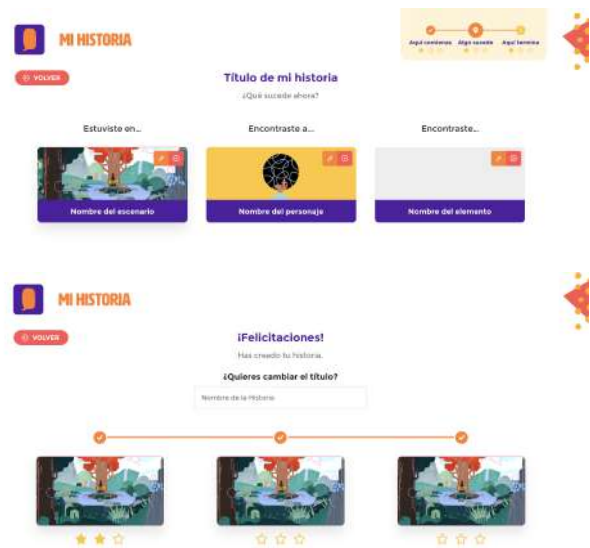 MI HISTORIA
Aquí comienza Algo sucede Aquí termina
VOLVER
Título de mi historia
¿Qué sucede ahora?
Estuviste en... Encontraste a... Encontraste...
Nombre del escenario Nombre del personaje Nombre del elemento
MI HISTORIA
VOLVER
¡Felicitaciones!
Has creado tu historia.
¿Quieres cambiar el título?
Nombre de la Historia